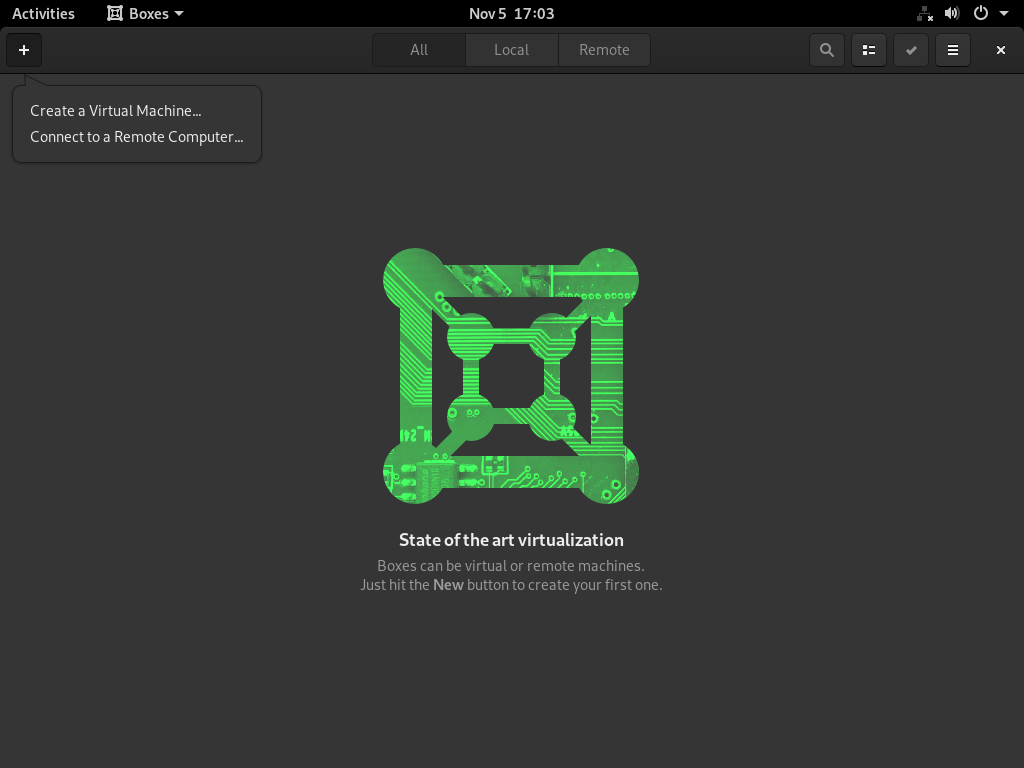 Activities
Boxes
Nov 5 17:03
All
Local
Remote
Create a Virtual Machine...
Connect to a Remote Computer...
State of the art virtualization
Boxes can be virtual or remote machines.
Just hit the New button to create your first one.